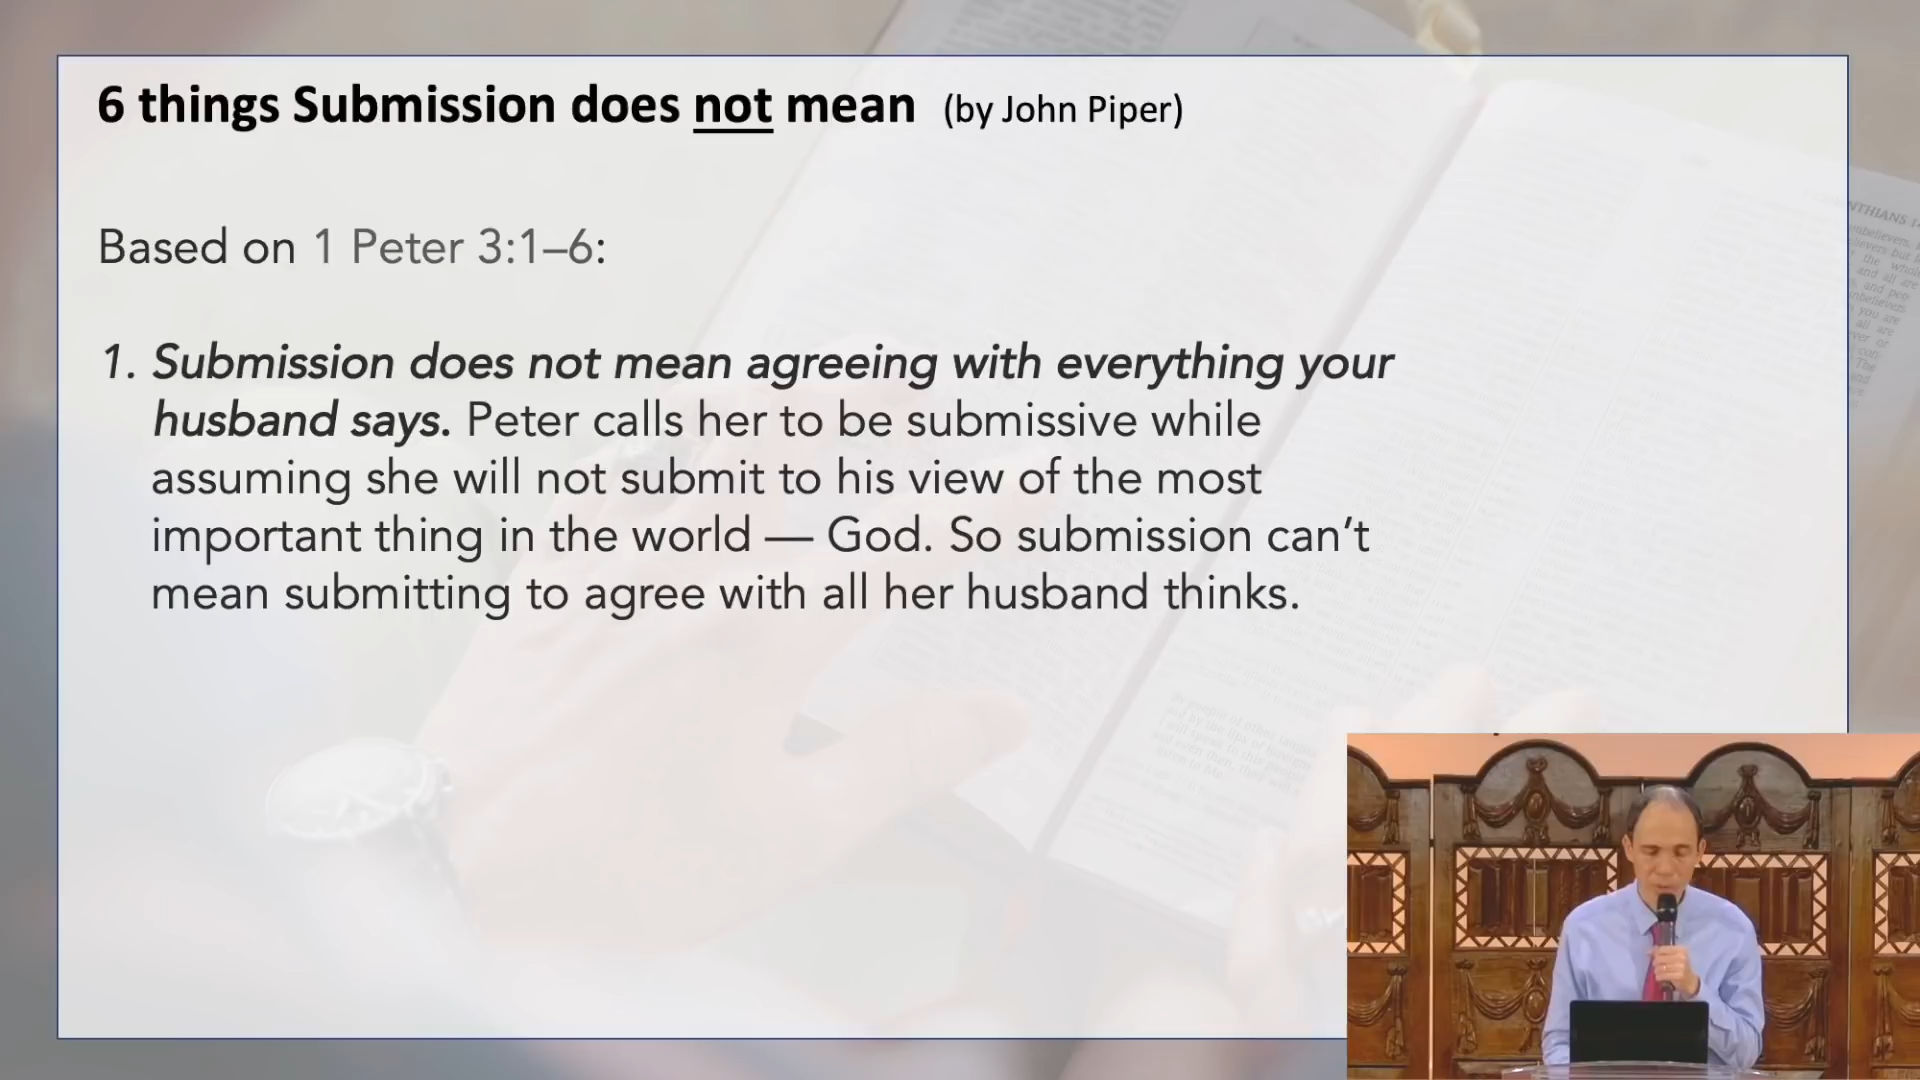 6 things Submission does not mean (by John Piper)
Based on 1 Peter 3:1–6:
1. Submission does not mean agreeing with everything your
husband says. Peter calls her to be submissive while
assuming she will not submit to his view of the most
important thing in the world — God. So submission can’t
mean submitting to agree with all her husband thinks.